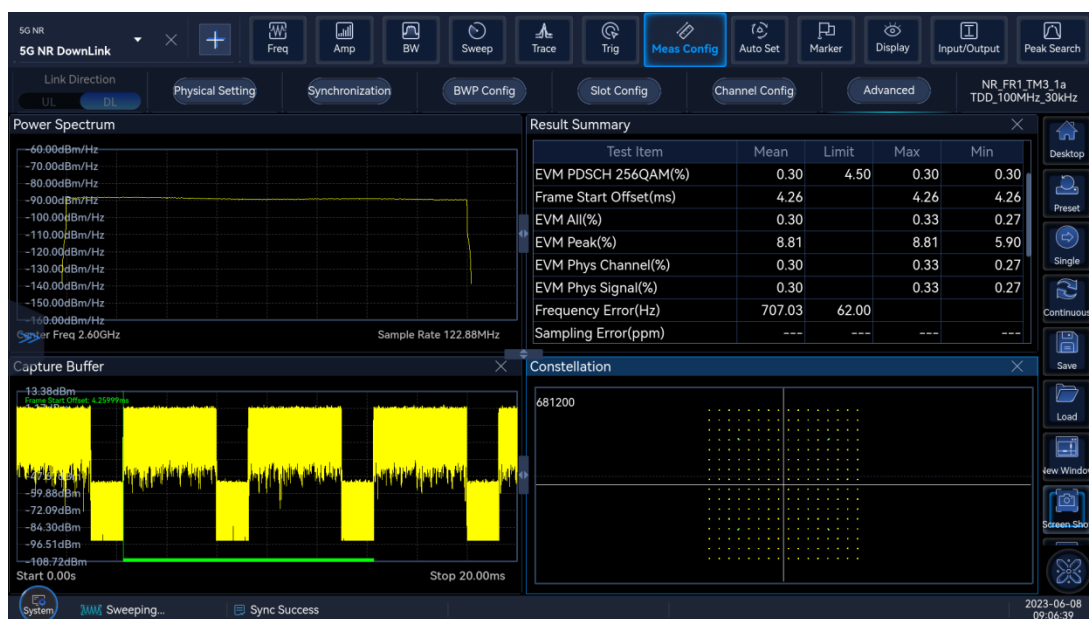 5G NR
5G NR DownLink
Freq
Amp
BW
Sweep
Trace
Trig
Meas Config
Auto Set
Marker
Display
Input/Output
Peak Search
Link Direction
UL DL
Physical Setting
Synchronization
BWP Config
Slot Config
Channel Config
Advanced
NR_FR1_TM3_1a
TDD_100MHz_30kHz
Power Spectrum
-60.00dBm/Hz
-70.00dBm/Hz
-80.00dBm/Hz
-90.00dBm/Hz
-100.00dBm/Hz
-110.00dBm/Hz
-120.00dBm/Hz
-130.00dBm/Hz
-140.00dBm/Hz
-150.00dBm/Hz
-160.00dBm/Hz
Center Freq 2.60GHz
Sample Rate 122.88MHz
Result Summary
Test Item Mean Limit Max Min
EVM PDSCH 256QAM(%) 0.30 4.50 0.30 0.30
Frame Start Offset(ms) 4.26 4.26 4.26
EVM All(%) 0.30 0.33 0.27
EVM Peak(%) 8.81 8.81 5.90
EVM Phys Channel(%) 0.30 0.33 0.27
EVM Phys Signal(%) 0.30 0.33 0.27
Frequency Error(Hz) 707.03 62.00
Sampling Error(ppm) --- --- --- ---
Capture Buffer
13.38dBm
Frame Start Offset: 4.25999ms
-59.88dBm
-72.09dBm
-84.30dBm
-96.51dBm
-108.72dBm
Start 0.00s
Stop 20.00ms
Constellation
681200
Desktop
Preset
Single
Continuous
Save
Load
New Window
Screen Sho
System
Sweeping...
Sync Success
2023-06-08
09:06:39